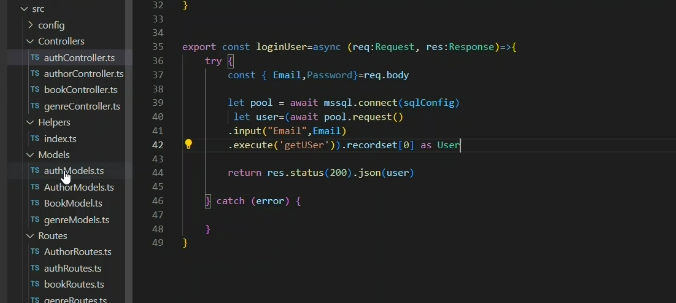 src
config
Controllers
TS authController.ts
TS authorController.ts
TS bookController.ts
TS genreController.ts
Helpers
TS index.ts
Models
TS authModels.ts
TS AuthorModels.ts
TS BookModel.ts
TS genreModels.ts
Routes
TS AuthorRoutes.ts
TS authRoutes.ts
TS bookRoutes.ts
TS genreRoutes.ts
32 }
33
34
35 export const loginUser=async (req:Request, res:Response)=>{
36 try {
37 const { Email,Password}=req.body
38
39 let pool = await mssql.connect(sqlConfig)
40 let user=(await pool.request()
41 .input("Email",Email)
42 .execute('getUSer')).recordset[0] as User
43
44 return res.status(200).json(user)
45
46 } catch (error) {
47
48 }
49 }